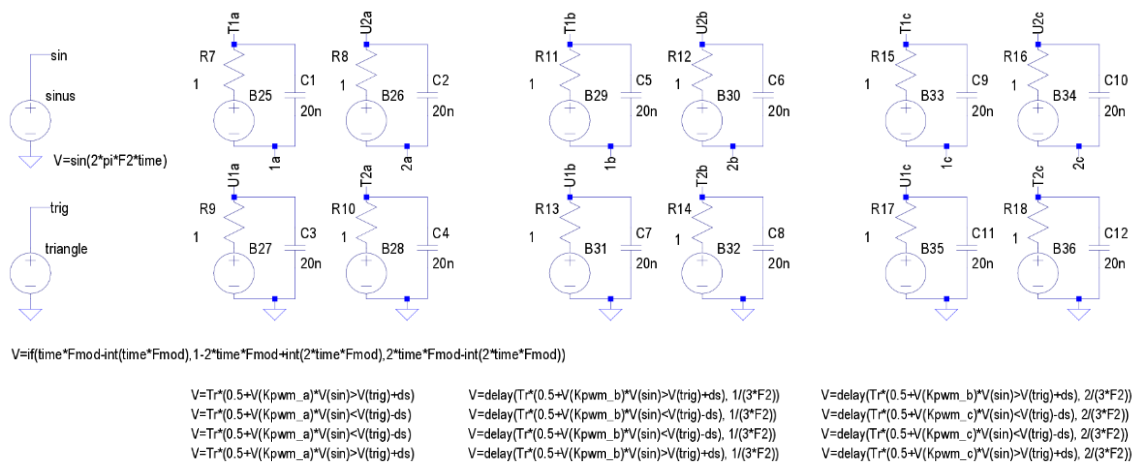 T1a U2a T1b U2b T1c U2c
sin
R7 R8 R11 R12 R15 R16
C1 C2 C5 C6 C9 C10
1 1 1 1 1 1
sinus
B25 B26 B29 B30 B33 B34
20n 20n 20n 20n 20n 20n
V=sin(2*pi*F2*time)
1a 2a 1b 2b 1c 2c
U1a T2a U1b T2b U1c T2c
trig
R9 R10 R13 R14 R17 R18
C3 C4 C7 C8 C11 C12
1 1 1 1 1 1
triangle
B27 B28 B31 B32 B35 B36
20n 20n 20n 20n 20n 20n
V=if(time*Fmod-int(time*Fmod),1-2*time*Fmod+int(2*time*Fmod),2*time*Fmod-int(2*time*Fmod))
V=Tr*(0.5+V(Kpwm_a)*V(sin)>V(trig)+ds) V=delay(Tr*(0.5+V(Kpwm_b)*V(sin)>V(trig)+ds), 1/(3*F2)) V=delay(Tr*(0.5+V(Kpwm_b)*V(sin)>V(trig)+ds), 2/(3*F2))
V=Tr*(0.5+V(Kpwm_a)*V(sin)<V(trig)-ds) V=delay(Tr*(0.5+V(Kpwm_b)*V(sin)<V(trig)-ds), 1/(3*F2)) V=delay(Tr*(0.5+V(Kpwm_c)*V(sin)<V(trig)-ds), 2/(3*F2))
V=Tr*(0.5+V(Kpwm_a)*V(sin)<V(trig)-ds) V=delay(Tr*(0.5+V(Kpwm_b)*V(sin)<V(trig)-ds), 1/(3*F2)) V=delay(Tr*(0.5+V(Kpwm_c)*V(sin)<V(trig)-ds), 2/(3*F2))
V=Tr*(0.5+V(Kpwm_a)*V(sin)>V(trig)+ds) V=delay(Tr*(0.5+V(Kpwm_b)*V(sin)>V(trig)+ds), 1/(3*F2)) V=delay(Tr*(0.5+V(Kpwm_c)*V(sin)>V(trig)+ds), 2/(3*F2))